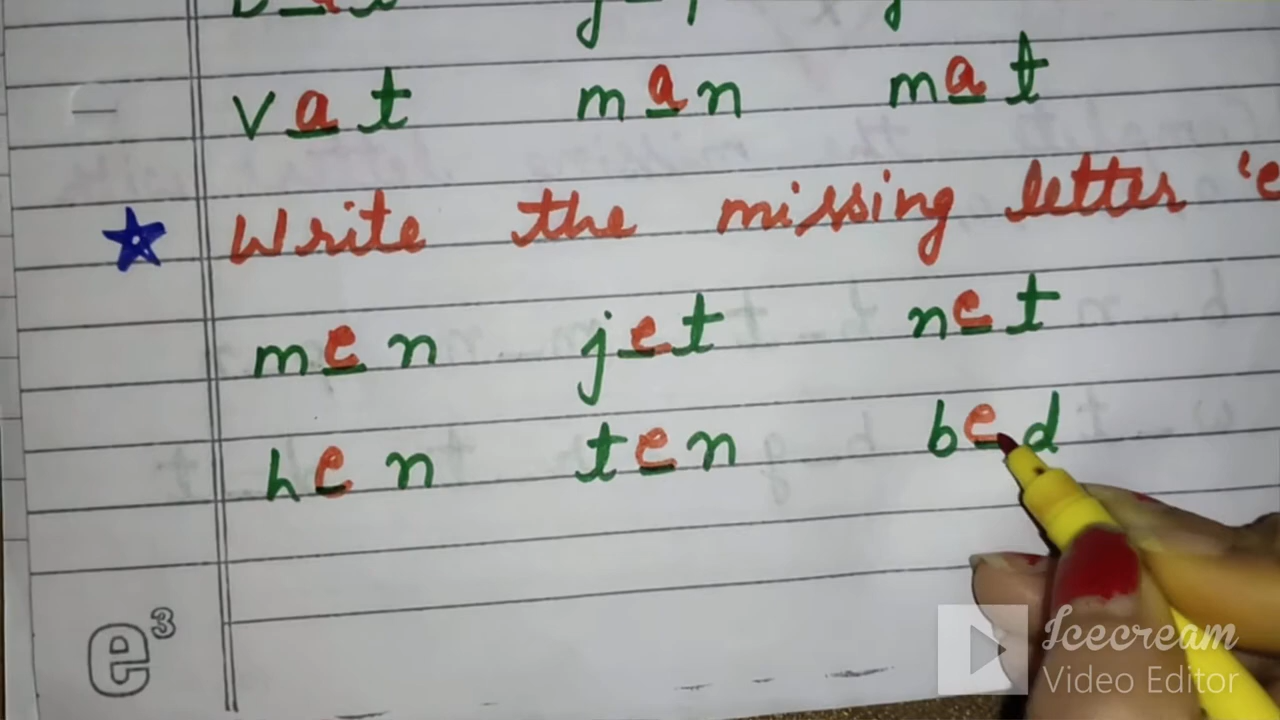 vat man mat
Write the missing letter 'e
men jet net
hen ten bed
e³
Icecream
Video Editor